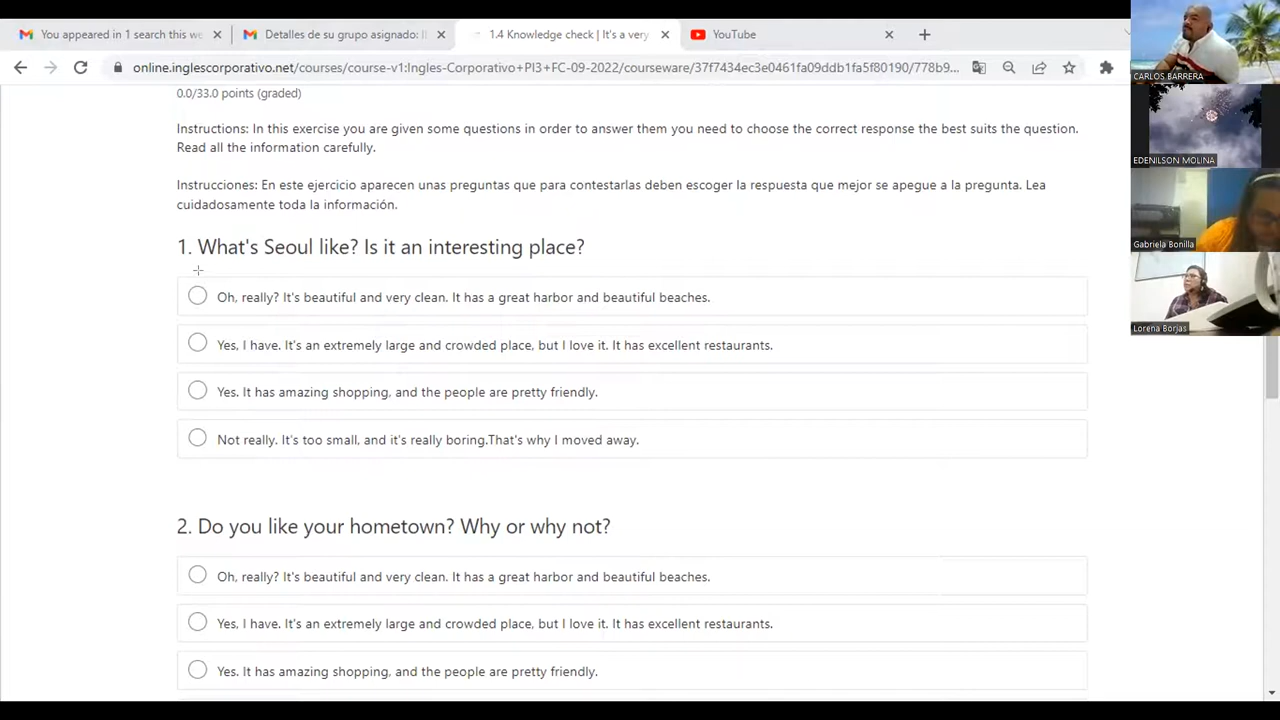 You appeared in 1 search this we
Detalles de su grupo asignado: I
1.4 Knowledge check | It's a very
YouTube
online.inglescorporativo.net/courses/course-v1:Ingles-Corporativo+PI3+FC-09-2022/courseware/37f7434ec3e0461fa09ddb1fa5f80190/778b9...
CARLOS BARRERA
EDENILSON MOLINA
Gabriela Bonilla
Lorena Borjas
0.0/33.0 points (graded)
Instructions: In this exercise you are given some questions in order to answer them you need to choose the correct response the best suits the question.
Read all the information carefully.
Instrucciones: En este ejercicio aparecen unas preguntas que para contestarlas deben escoger la respuesta que mejor se apegue a la pregunta. Lea
cuidadosamente toda la información.
1. What's Seoul like? Is it an interesting place?
Oh, really? It's beautiful and very clean. It has a great harbor and beautiful beaches.
Yes, I have. It's an extremely large and crowded place, but I love it. It has excellent restaurants.
Yes. It has amazing shopping, and the people are pretty friendly.
Not really. It's too small, and it's really boring.That's why I moved away.
2. Do you like your hometown? Why or why not?
Oh, really? It's beautiful and very clean. It has a great harbor and beautiful beaches.
Yes, I have. It's an extremely large and crowded place, but I love it. It has excellent restaurants.
Yes. It has amazing shopping, and the people are pretty friendly.